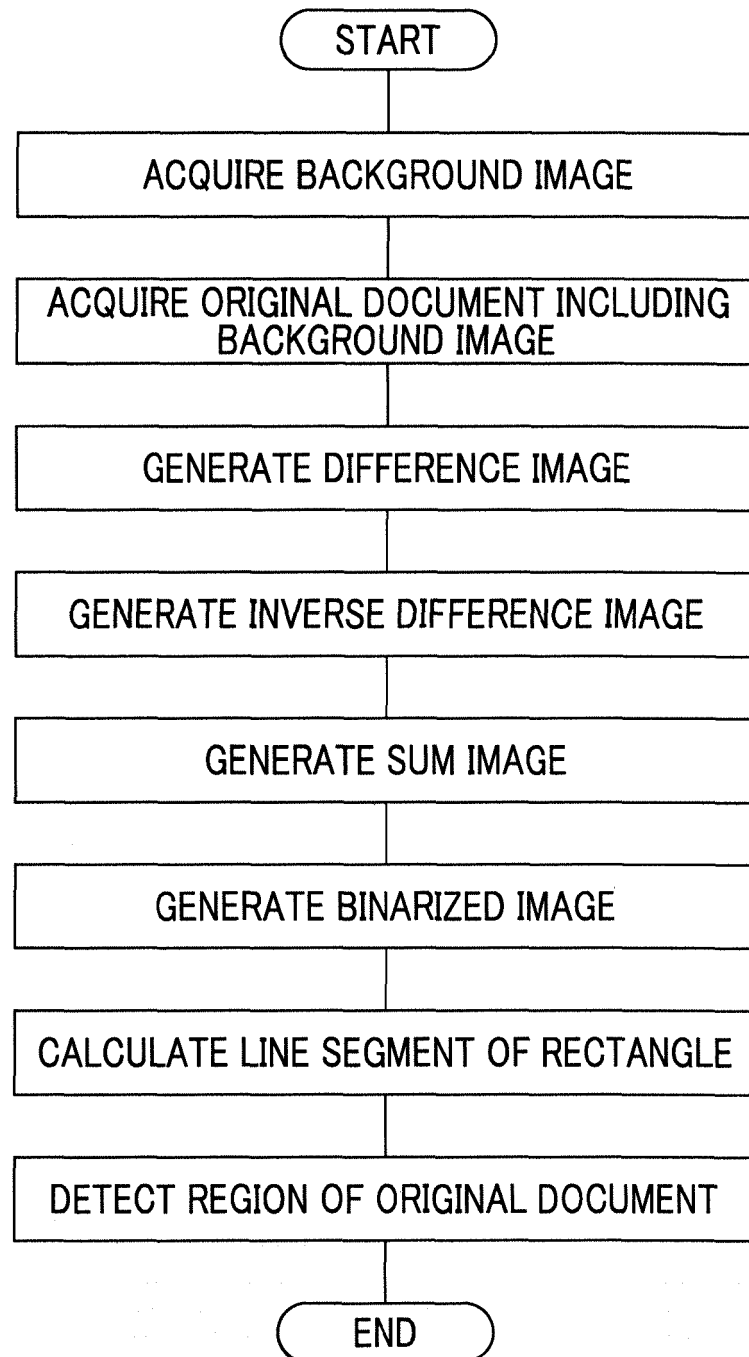 START
ACQUIRE BACKGROUND IMAGE
ACQUIRE ORIGINAL DOCUMENT INCLUDING
BACKGROUND IMAGE
GENERATE DIFFERENCE IMAGE
GENERATE INVERSE DIFFERENCE IMAGE
GENERATE SUM IMAGE
GENERATE BINARIZED IMAGE
CALCULATE LINE SEGMENT OF RECTANGLE
DETECT REGION OF ORIGINAL DOCUMENT
END